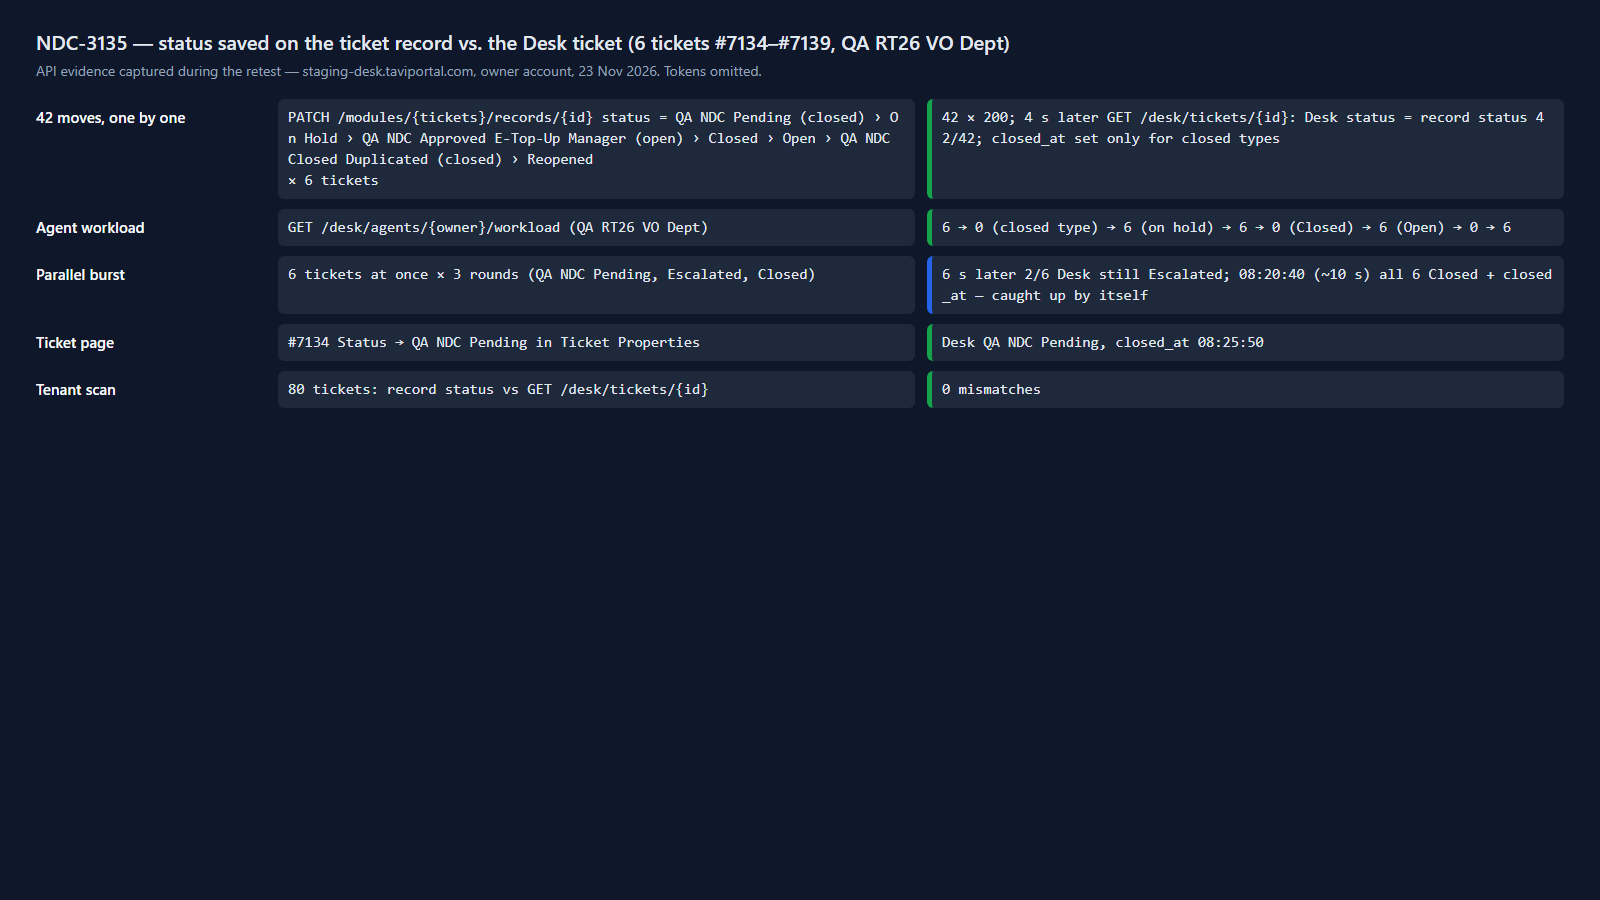 NDC-3135 — status saved on the ticket record vs. the Desk ticket (6 tickets #7134–#7139, QA RT26 VO Dept)
API evidence captured during the retest — staging-desk.taviportal.com, owner account, 23 Nov 2026. Tokens omitted.
42 moves, one by one
PATCH /modules/{tickets}/records/{id} status = QA NDC Pending (closed) › O
n Hold › QA NDC Approved E-Top-Up Manager (open) › Closed › Open › QA NDC
Closed Duplicated (closed) › Reopened
× 6 tickets
42 × 200; 4 s later GET /desk/tickets/{id}: Desk status = record status 4
2/42; closed_at set only for closed types
Agent workload
GET /desk/agents/{owner}/workload (QA RT26 VO Dept)
6 → 0 (closed type) → 6 (on hold) → 6 → 0 (Closed) → 6 (Open) → 0 → 6
Parallel burst
6 tickets at once × 3 rounds (QA NDC Pending, Escalated, Closed)
6 s later 2/6 Desk still Escalated; 08:20:40 (~10 s) all 6 Closed + closed
_at — caught up by itself
Ticket page
#7134 Status → QA NDC Pending in Ticket Properties
Desk QA NDC Pending, closed_at 08:25:50
Tenant scan
80 tickets: record status vs GET /desk/tickets/{id}
0 mismatches